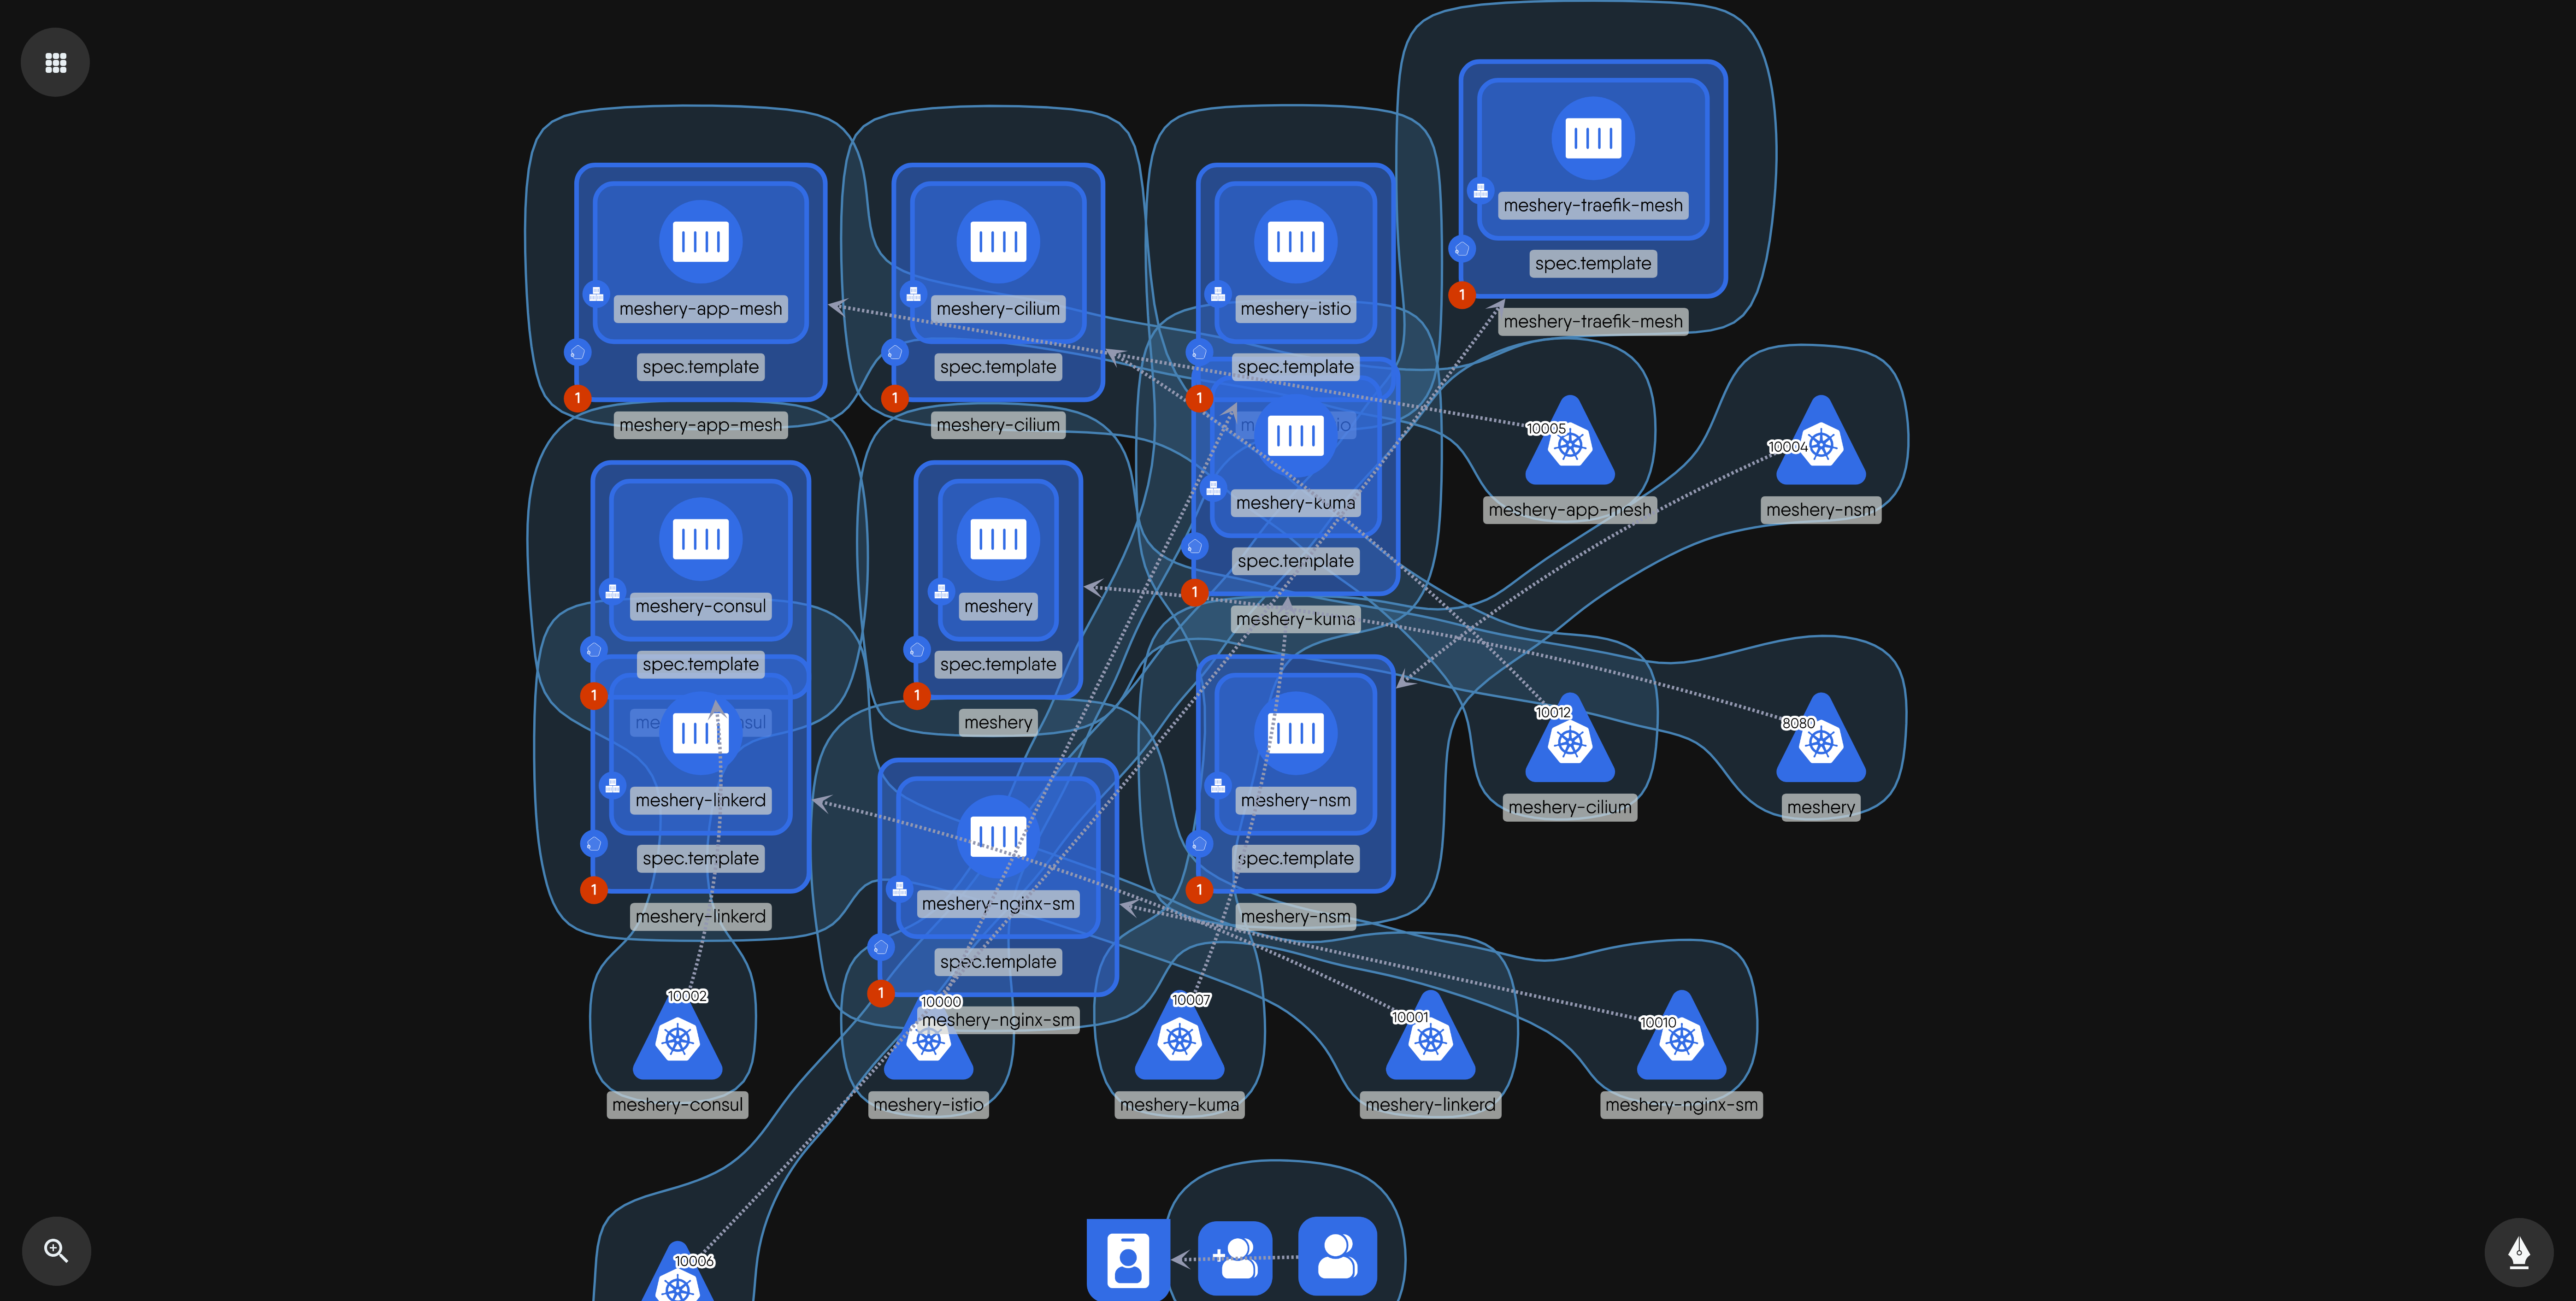 meshery-traefik-mesh
spec.template
1
meshery-traefik-mesh
meshery-app-mesh
spec.template
1
meshery-app-mesh
meshery-cilium
spec.template
1
meshery-cilium
meshery-istio
spec.template
1
meshery-kuma
spec.template
1
meshery-kuma
10005
meshery-app-mesh
10004
meshery-nsm
meshery-consul
spec.template
1
meshery
spec.template
1
meshery
meshery-linkerd
spec.template
1
meshery-linkerd
meshery-nginx-sm
spec.template
1
meshery-nginx-sm
meshery-nsm
spec.template
1
meshery-nsm
10012
meshery-cilium
8080
meshery
10002
meshery-consul
10000
meshery-istio
10007
meshery-kuma
10001
meshery-linkerd
10010
meshery-nginx-sm
10006